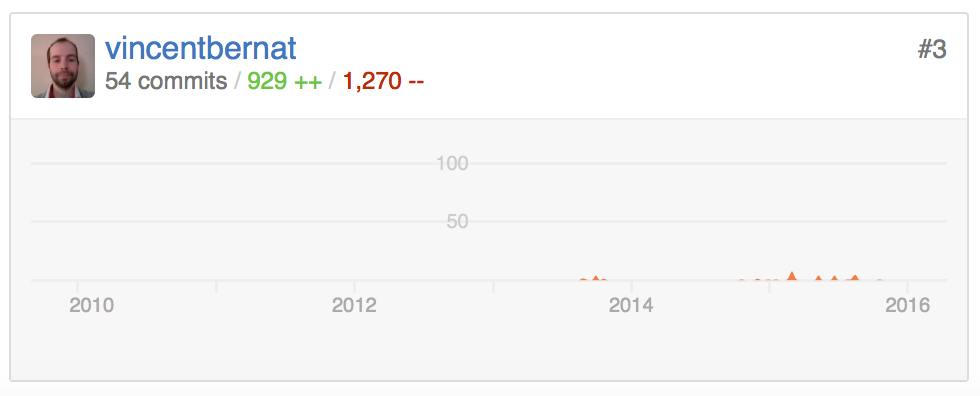 vincentbernat
#3
54 commits / 929 ++ / 1,270 --
100
50
2010 2012 2014 2016